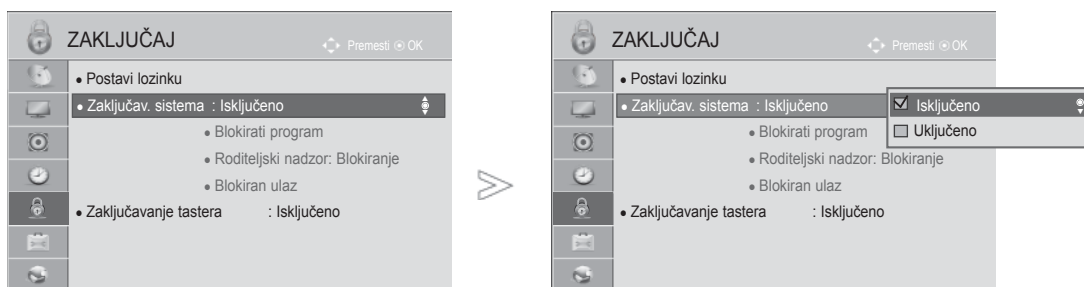 ZAKLJUČAJ
Premesti OK
• Postavi lozinku
• Zaključav. sistema : Isključeno
• Blokirati program
• Roditeljski nadzor: Blokiranje
• Blokiran ulaz
• Zaključavanje tastera : Isključeno
ZAKLJUČAJ
Premesti OK
• Postavi lozinku
• Zaključav. sistema : Isključeno
• Blokirati program
• Roditeljski nadzor: Blokiranje
• Blokiran ulaz
• Zaključavanje tastera : Isključeno
Isključeno
Uključeno